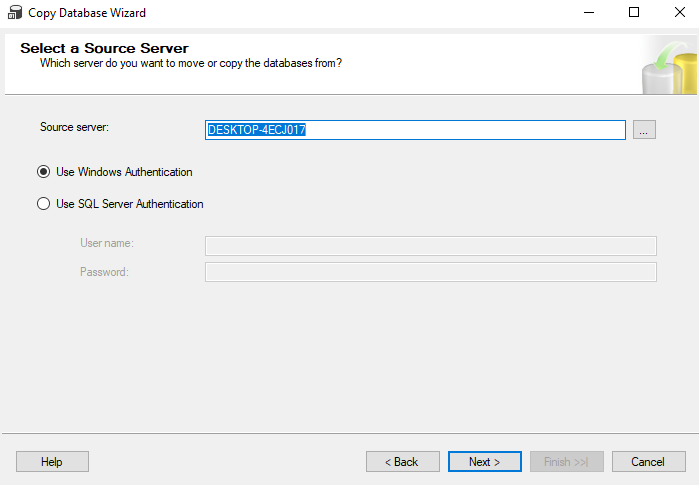 Copy Database Wizard
Select a Source Server
Which server do you want to move or copy the databases from?
Source server:
DESKTOP-4ECJ017
...
Use Windows Authentication
Use SQL Server Authentication
User name:
Password:
Help
< Back
Next >
Finish >>|
Cancel